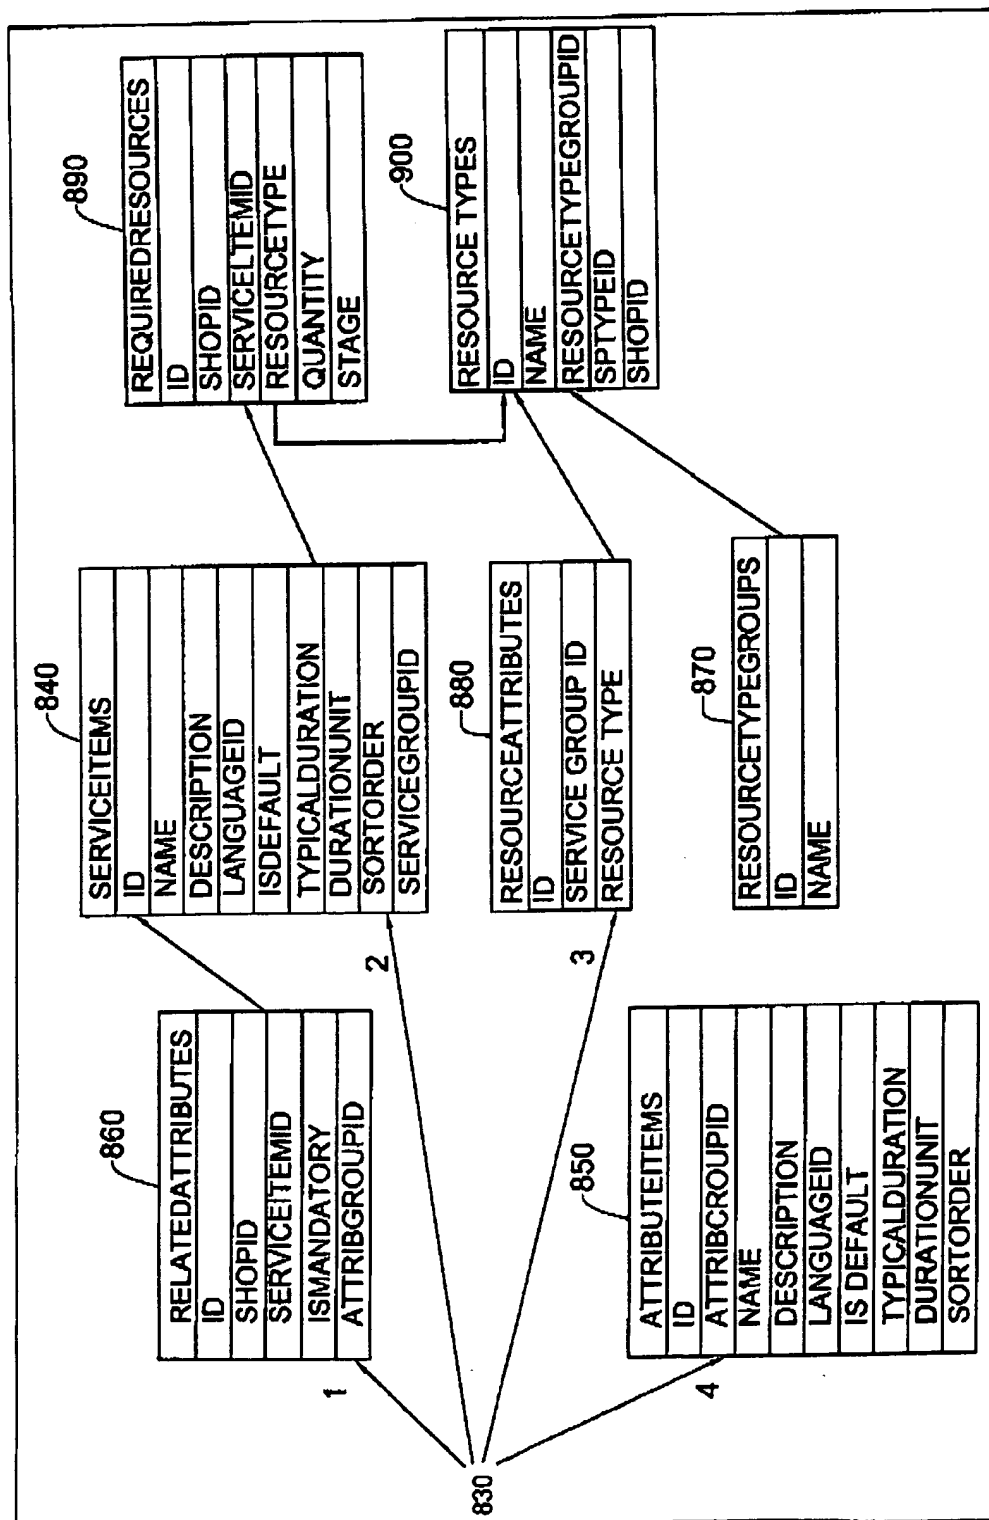 830
1
2
3
4
860
RELATEDATTRIBUTES
ID
SHOPID
SERVICEITEMID
ISMANDATORY
ATTRIBGROUPID
850
ATTRIBUTEITEMS
ID
ATTRIBCROUPID
NAME
DESCRIPTION
LANGUAGEID
IS DEFAULT
TYPICALDURATION
DURATIONUNIT
SORTORDER
840
SERVICEITEMS
ID
NAME
DESCRIPTION
LANGUAGEID
ISDEFAULT
TYPICALDURATION
DURATIONUNIT
SORTORDER
SERVICEGROUPID
880
RESOURCEATTRIBUTES
ID
SERVICE GROUP ID
RESOURCE TYPE
870
RESOURCETYPEGROUPS
ID
NAME
890
REQUIREDRESOURCES
ID
SHOPID
SERVICELTEMID
RESOURCETYPE
QUANTITY
STAGE
900
RESOURCE TYPES
ID
NAME
RESOURCETYPEGROUPID
SPTYPEID
SHOPID